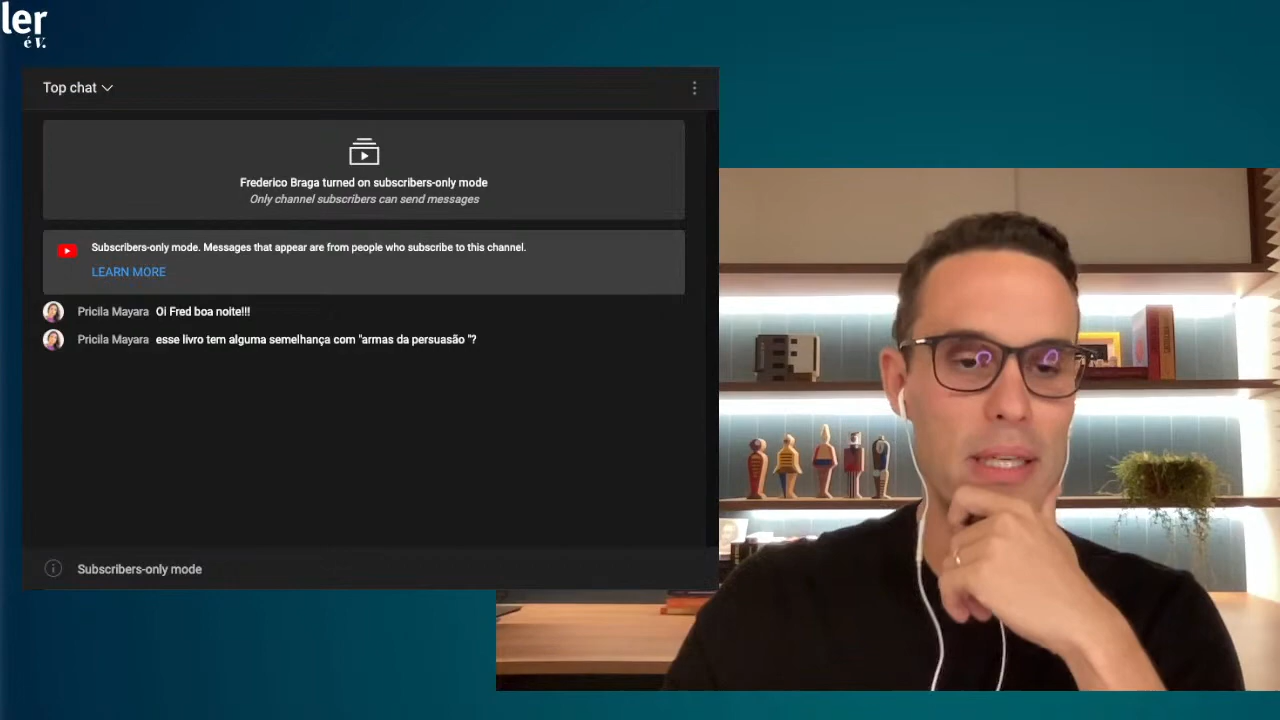 ler
é V.
Top chat
Frederico Braga turned on subscribers-only mode
Only channel subscribers can send messages
Subscribers-only mode. Messages that appear are from people who subscribe to this channel.
LEARN MORE
Pricila Mayara Oi Fred boa noite!!!
Pricila Mayara esse livro tem alguma semelhança com "armas da persuasão "?
Subscribers-only mode